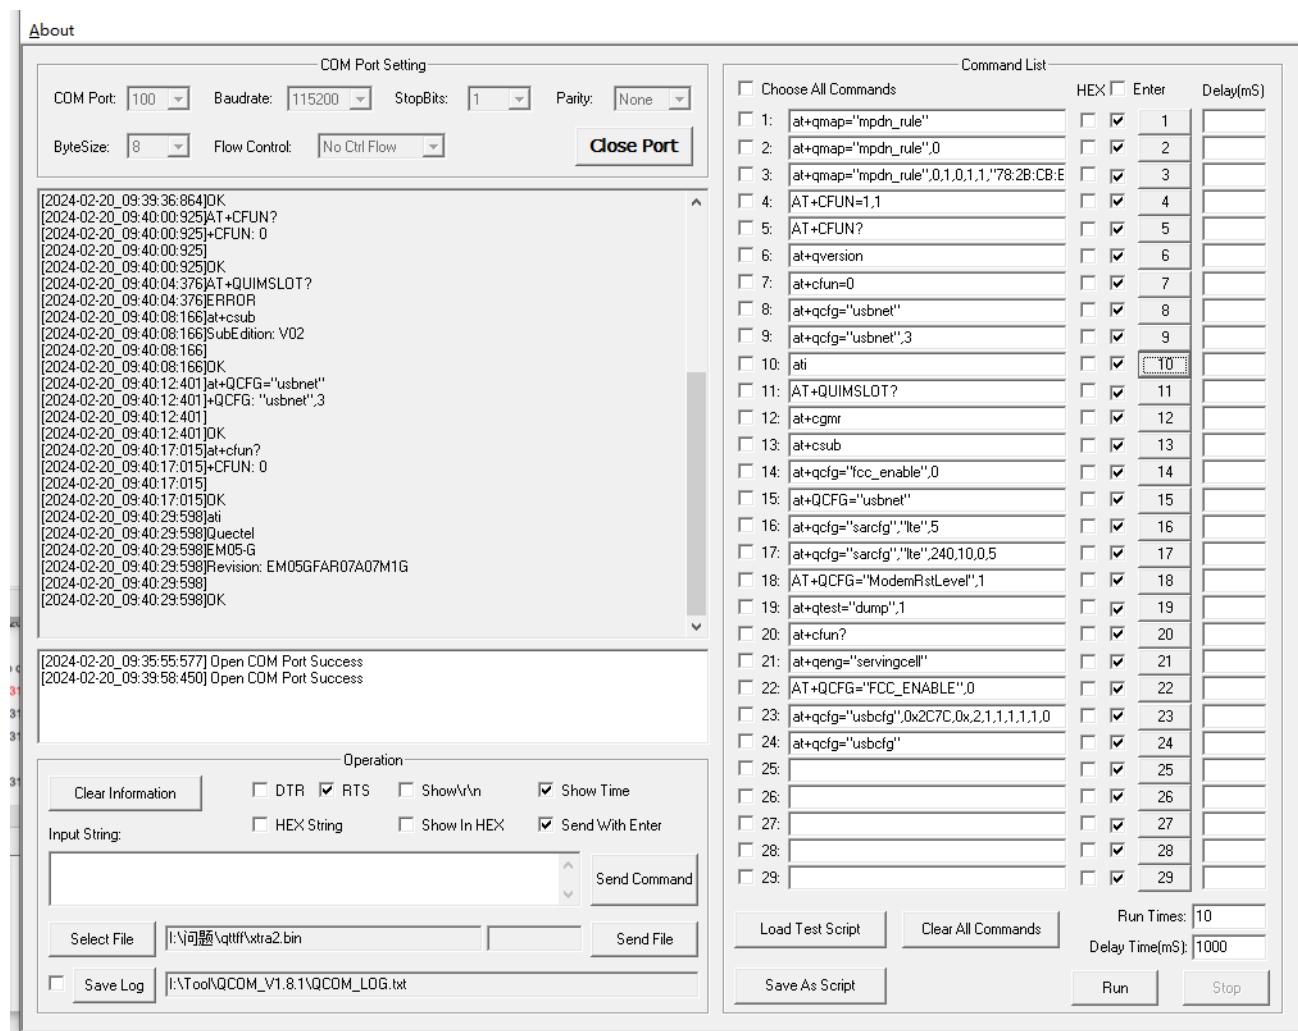 About
COM Port Setting
COM Port: 100 Baudrate: 115200 StopBits: 1 Parity: None
ByteSize: 8 Flow Control: No Ctrl Flow Close Port
[2024-02-20_09:39:36:864]OK
[2024-02-20_09:40:00:925]AT+CFUN?
[2024-02-20_09:40:00:925]+CFUN: 0
[2024-02-20_09:40:00:925]
[2024-02-20_09:40:00:925]OK
[2024-02-20_09:40:04:376]AT+QUIMSLOT?
[2024-02-20_09:40:04:376]ERROR
[2024-02-20_09:40:08:166]at+csub
[2024-02-20_09:40:08:166]SubEdition: V02
[2024-02-20_09:40:08:166]
[2024-02-20_09:40:08:166]OK
[2024-02-20_09:40:12:401]at+QCFG="usbnet"
[2024-02-20_09:40:12:401]+QCFG: "usbnet",3
[2024-02-20_09:40:12:401]
[2024-02-20_09:40:12:401]OK
[2024-02-20_09:40:17:015]at+cfun?
[2024-02-20_09:40:17:015]+CFUN: 0
[2024-02-20_09:40:17:015]
[2024-02-20_09:40:17:015]OK
[2024-02-20_09:40:29:598]ati
[2024-02-20_09:40:29:598]Quectel
[2024-02-20_09:40:29:598]EM05-G
[2024-02-20_09:40:29:598]Revision: EM05GFAR07A07M1G
[2024-02-20_09:40:29:598]
[2024-02-20_09:40:29:598]OK
[2024-02-20_09:35:55:577] Open COM Port Success
[2024-02-20_09:39:58:450] Open COM Port Success
Operation
Clear Information DTR RTS Show\r\n Show Time
HEX String Show In HEX Send With Enter
Input String:
Send Command
Select File I:\问题\qttff\xtra2.bin Send File
Save Log I:\Tool\QCOM_V1.8.1\QCOM_LOG.txt
Command List
Choose All Commands HEX Enter Delay(mS)
1: at+qmap="mpdn_rule" 1
2: at+qmap="mpdn_rule",0 2
3: at+qmap="mpdn_rule",0,1,0,1,1,"78:2B:CB:E 3
4: AT+CFUN=1,1 4
5: AT+CFUN? 5
6: at+qversion 6
7: at+cfun=0 7
8: at+qcfg="usbnet" 8
9: at+qcfg="usbnet",3 9
10: ati 10
11: AT+QUIMSLOT? 11
12: at+cgmr 12
13: at+csub 13
14: at+qcfg="fcc_enable",0 14
15: at+QCFG="usbnet" 15
16: at+qcfg="sarcfg","lte",5 16
17: at+qcfg="sarcfg","lte",240,10,0,5 17
18: AT+QCFG="ModemRstLevel",1 18
19: at+qtest="dump",1 19
20: at+cfun? 20
21: at+qeng="servingcell" 21
22: AT+QCFG="FCC_ENABLE",0 22
23: at+qcfg="usbcfg",0x2C7C,0x,2,1,1,1,1,1,0 23
24: at+qcfg="usbcfg" 24
25: 25
26: 26
27: 27
28: 28
29: 29
Load Test Script Clear All Commands Run Times: 10
Delay Time(mS): 1000
Save As Script Run Stop